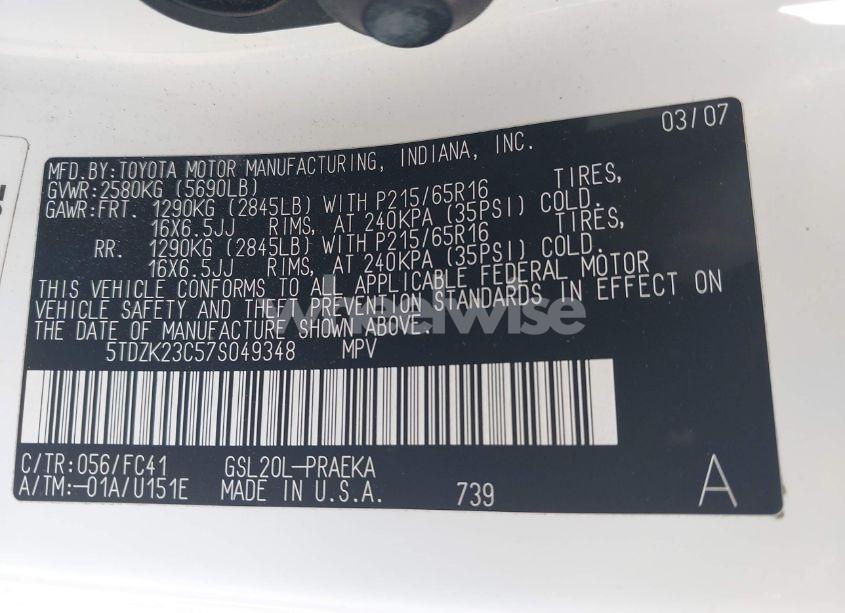 03/07
MFD.BY:TOYOTA MOTOR MANUFACTURING, INDIANA, INC.
GVWR:2580KG (5690LB)
GAWR:FRT. 1290KG (2845LB) WITH P215/65R16 TIRES,
16X6.5JJ RIMS, AT 240KPA (35PSI) COLD.
RR. 1290KG (2845LB) WITH P215/65R16 TIRES,
16X6.5JJ RIMS, AT 240KPA (35PSI) COLD.
THIS VEHICLE CONFORMS TO ALL APPLICABLE FEDERAL MOTOR
VEHICLE SAFETY AND THEFT PREVENTION STANDARDS IN EFFECT ON
THE DATE OF MANUFACTURE SHOWN ABOVE.
wheelwise
5TDZK23C57S049348 MPV
C/TR:056/FC41 GSL20L-PRAEKA
A/TM:-01A/U151E MADE IN U.S.A. 739 A